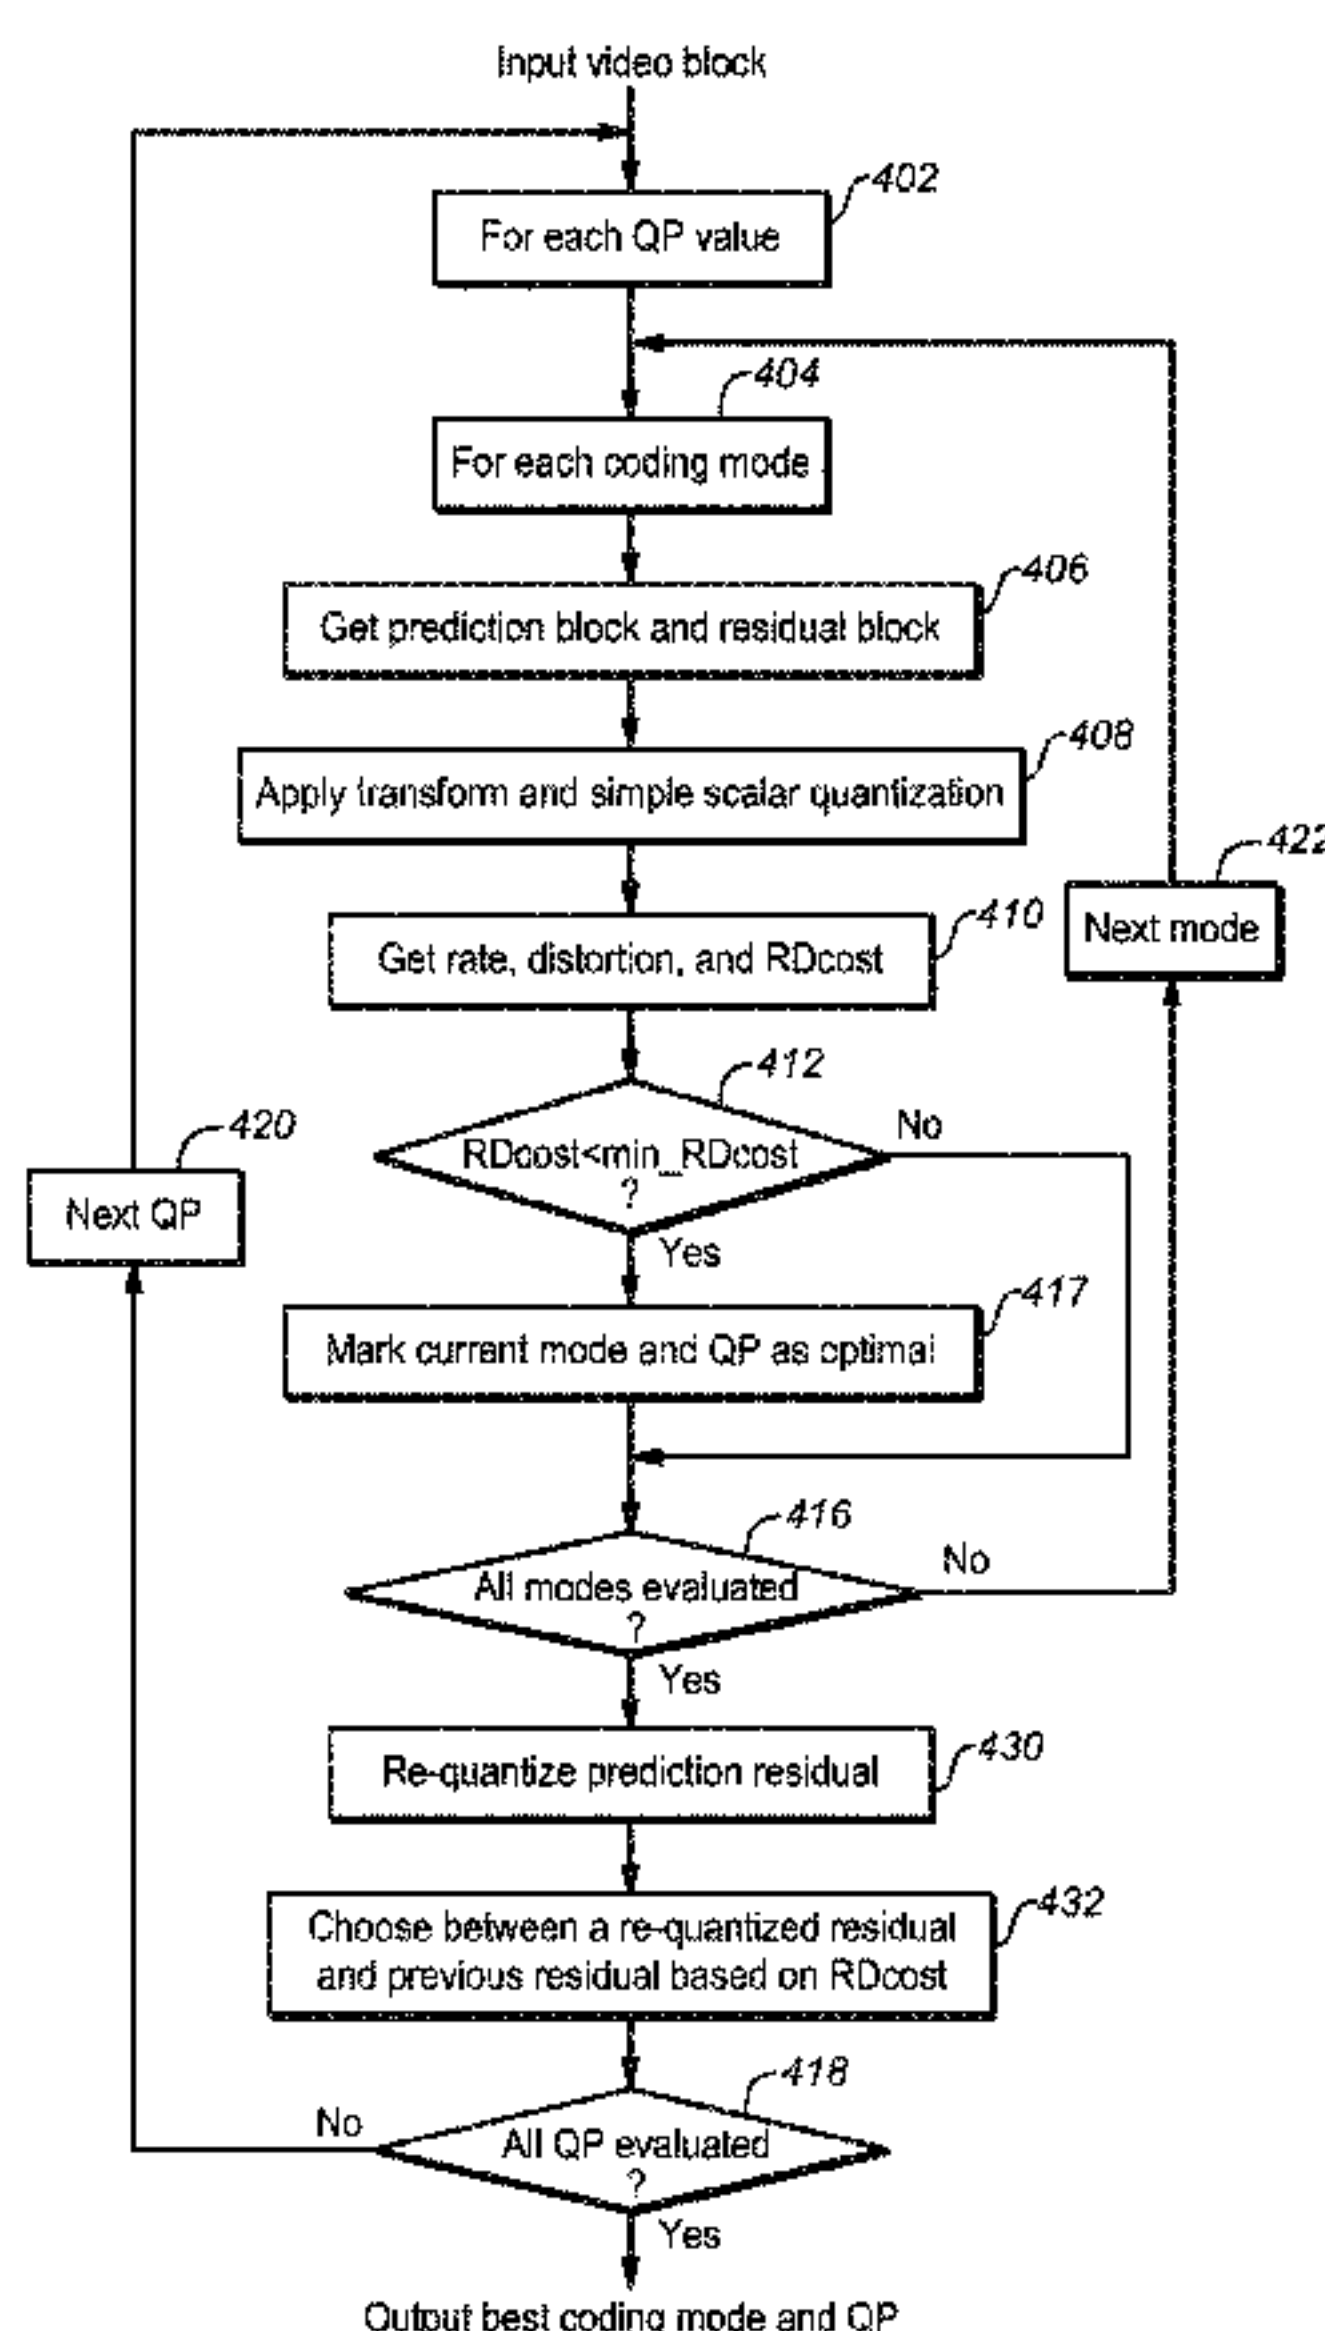 Input video block
402
For each QP value
404
For each coding mode
406
Get prediction block and residual block
408
Apply transform and simple scalar quantization
422
Next mode
410
Get rate, distortion, and RDcost
412
RDcost<min_RDcost
?
No
Yes
420
Next QP
417
Mark current mode and QP as optimal
416
All modes evaluated
?
No
Yes
430
Re-quantize prediction residual
432
Choose between a re-quantized residual
and previous residual based on RDcost
418
All QP evaluated
?
No
Yes
Output best coding mode and QP